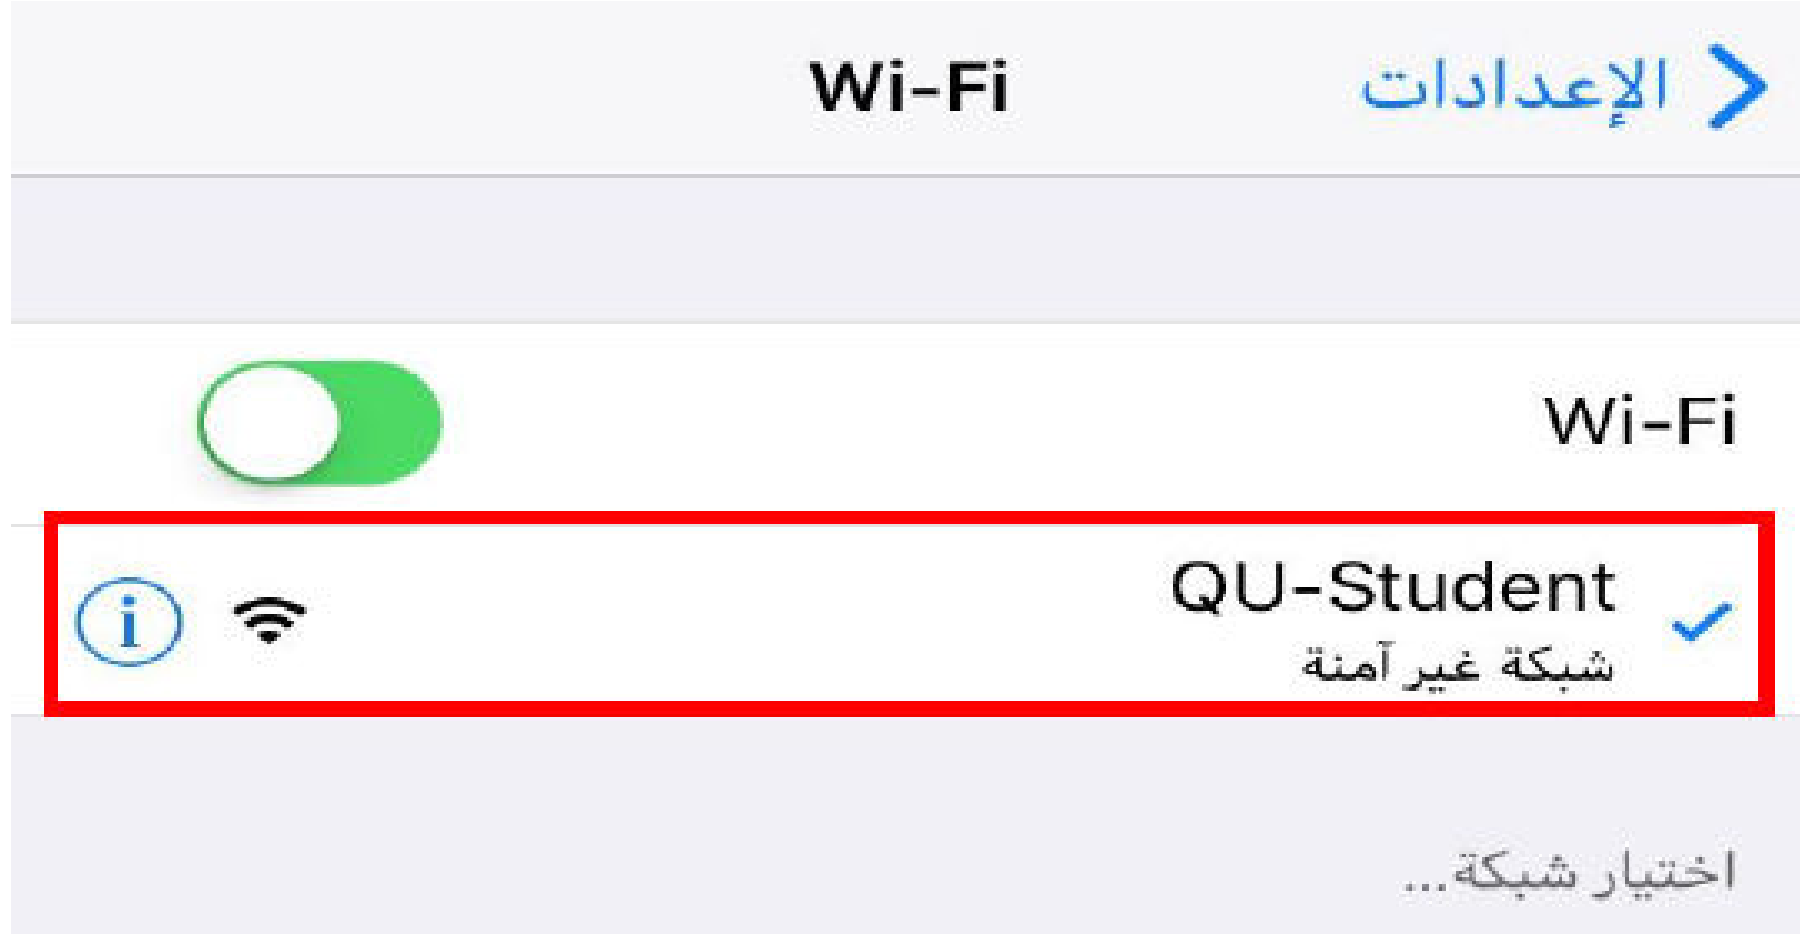 الإعدادات
Wi-Fi
Wi-Fi
QU-Student
شبكة غير آمنة
اختيار شبكة...